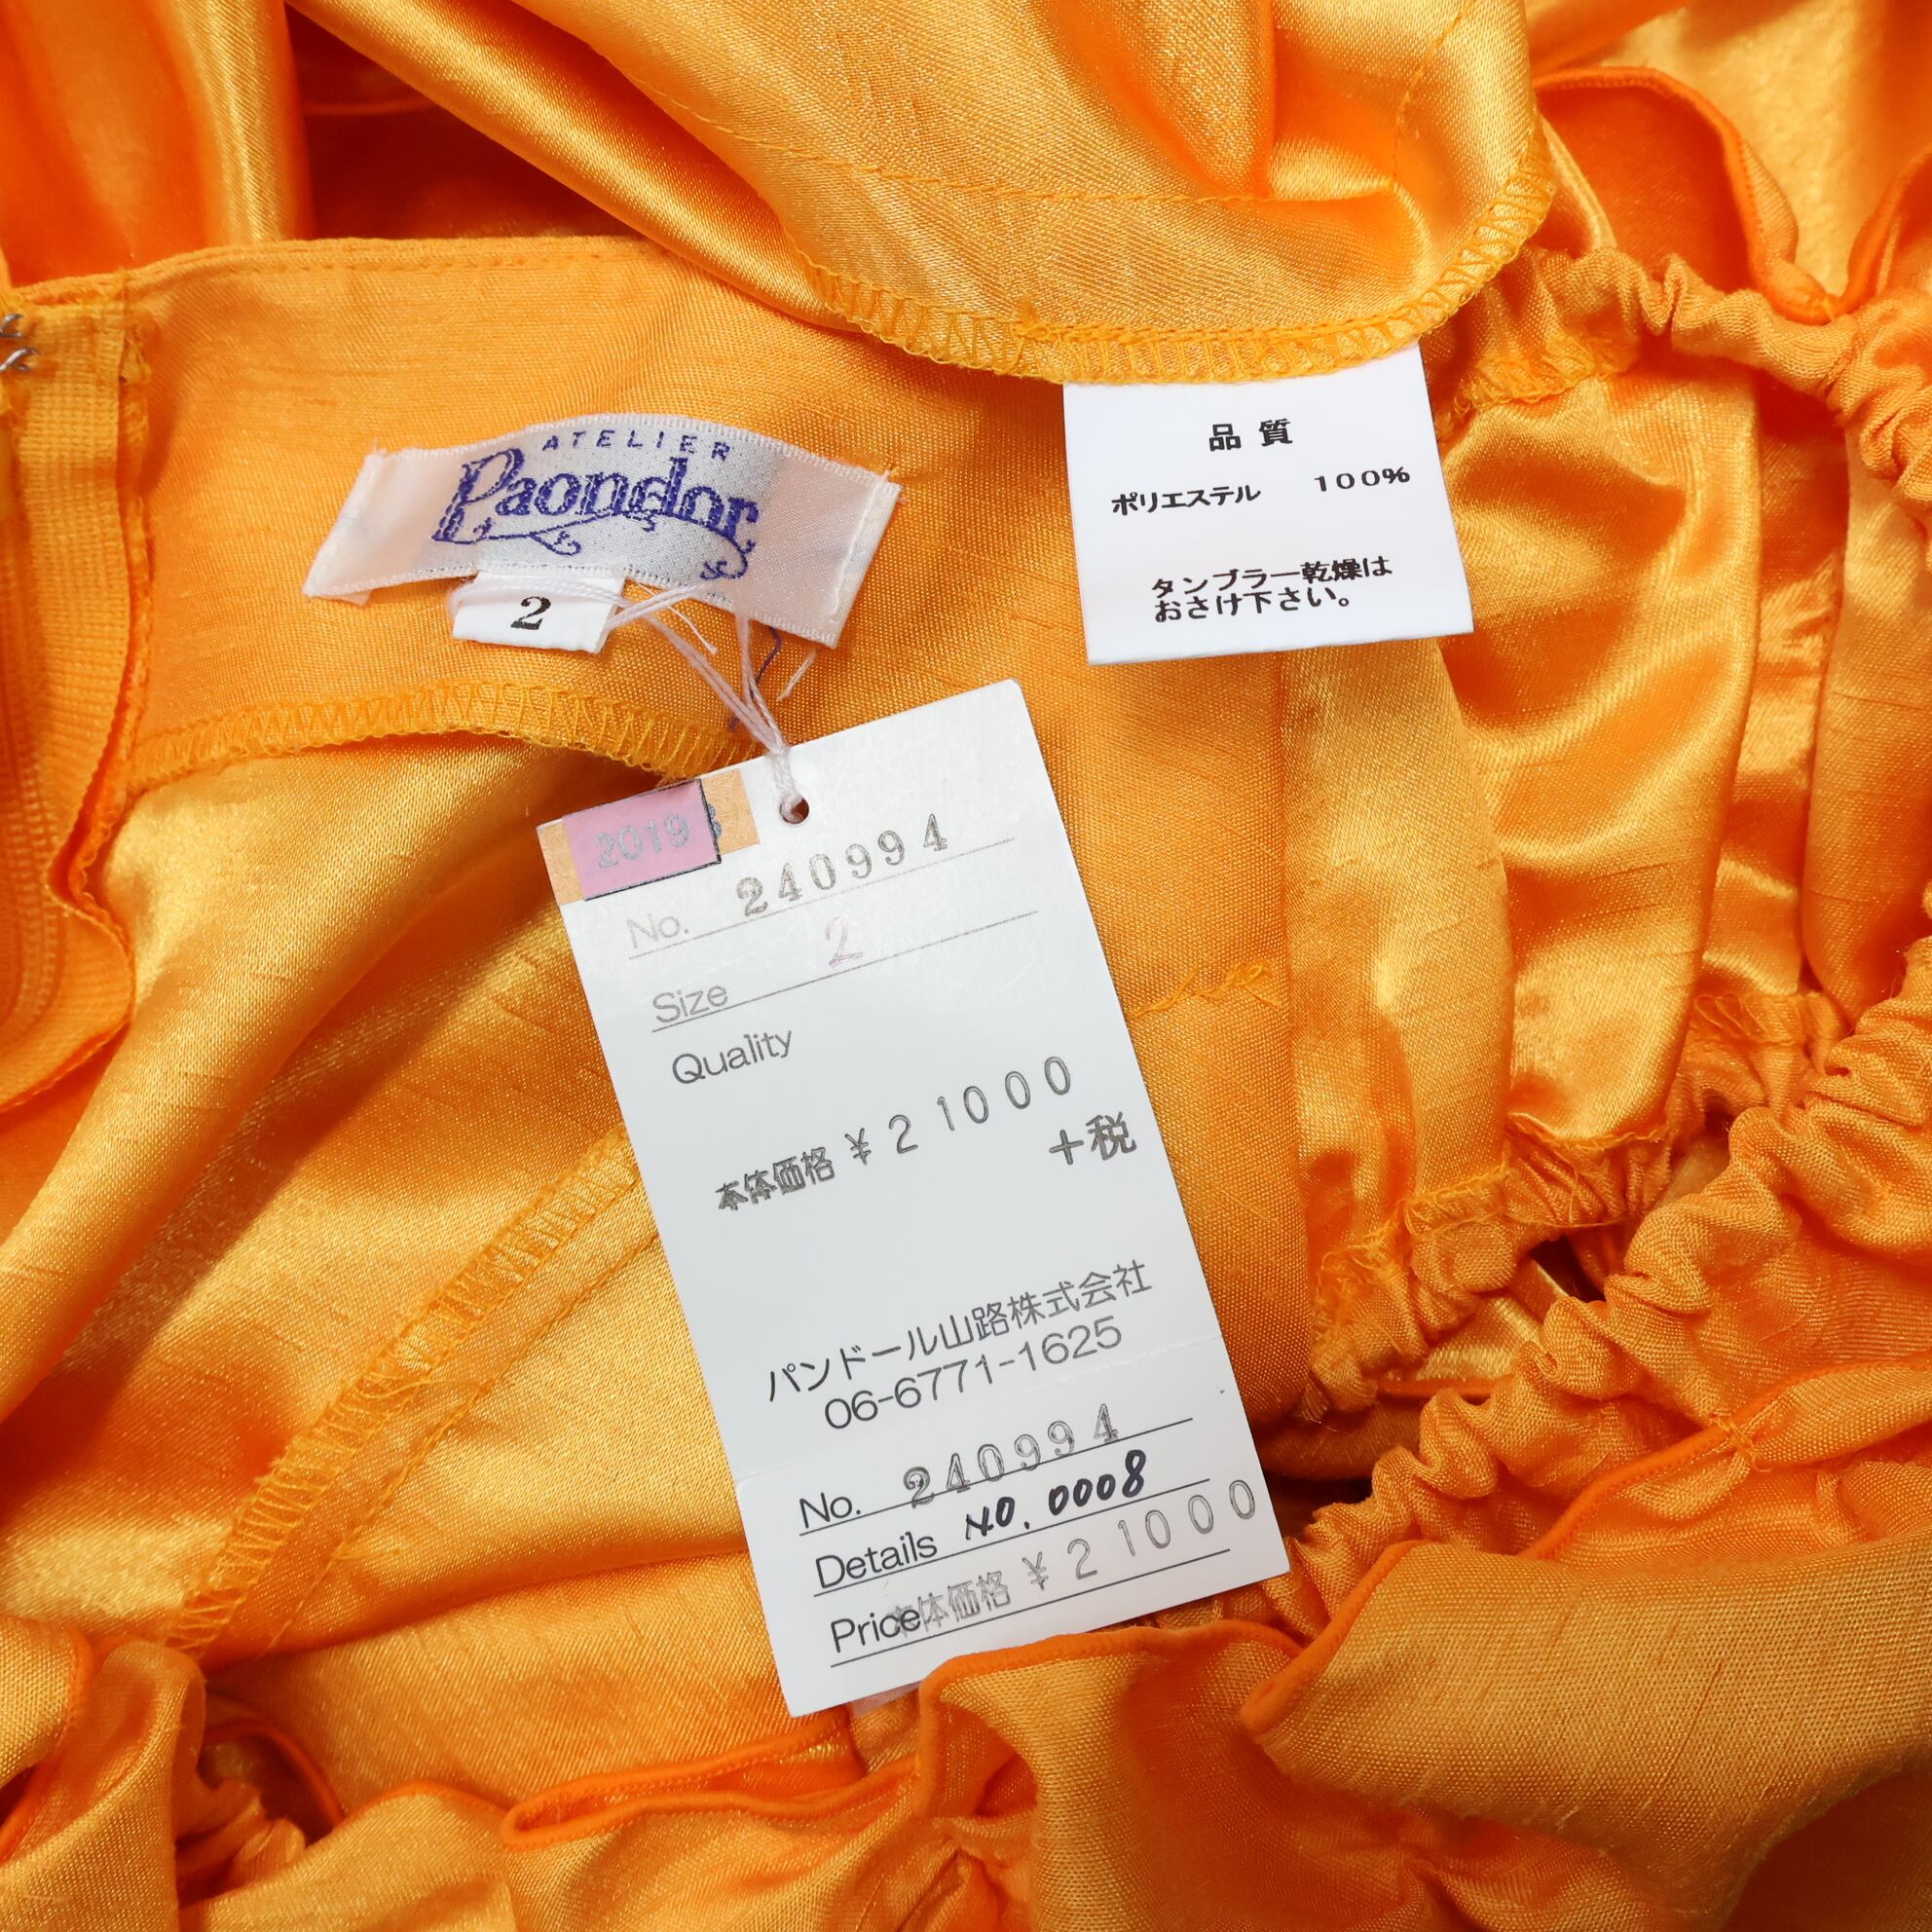 ATELIER
Paondor
2
品質
ポリエステル 100%
タンブラー乾燥は
おさけ下さい。
2019
No. 240994
Size 2
Quality
本体価格 ¥21000
+税
パンドール山路株式会社
06-6771-1625
No. 240994
Details NO.0008
Price 本体価格 ¥21000